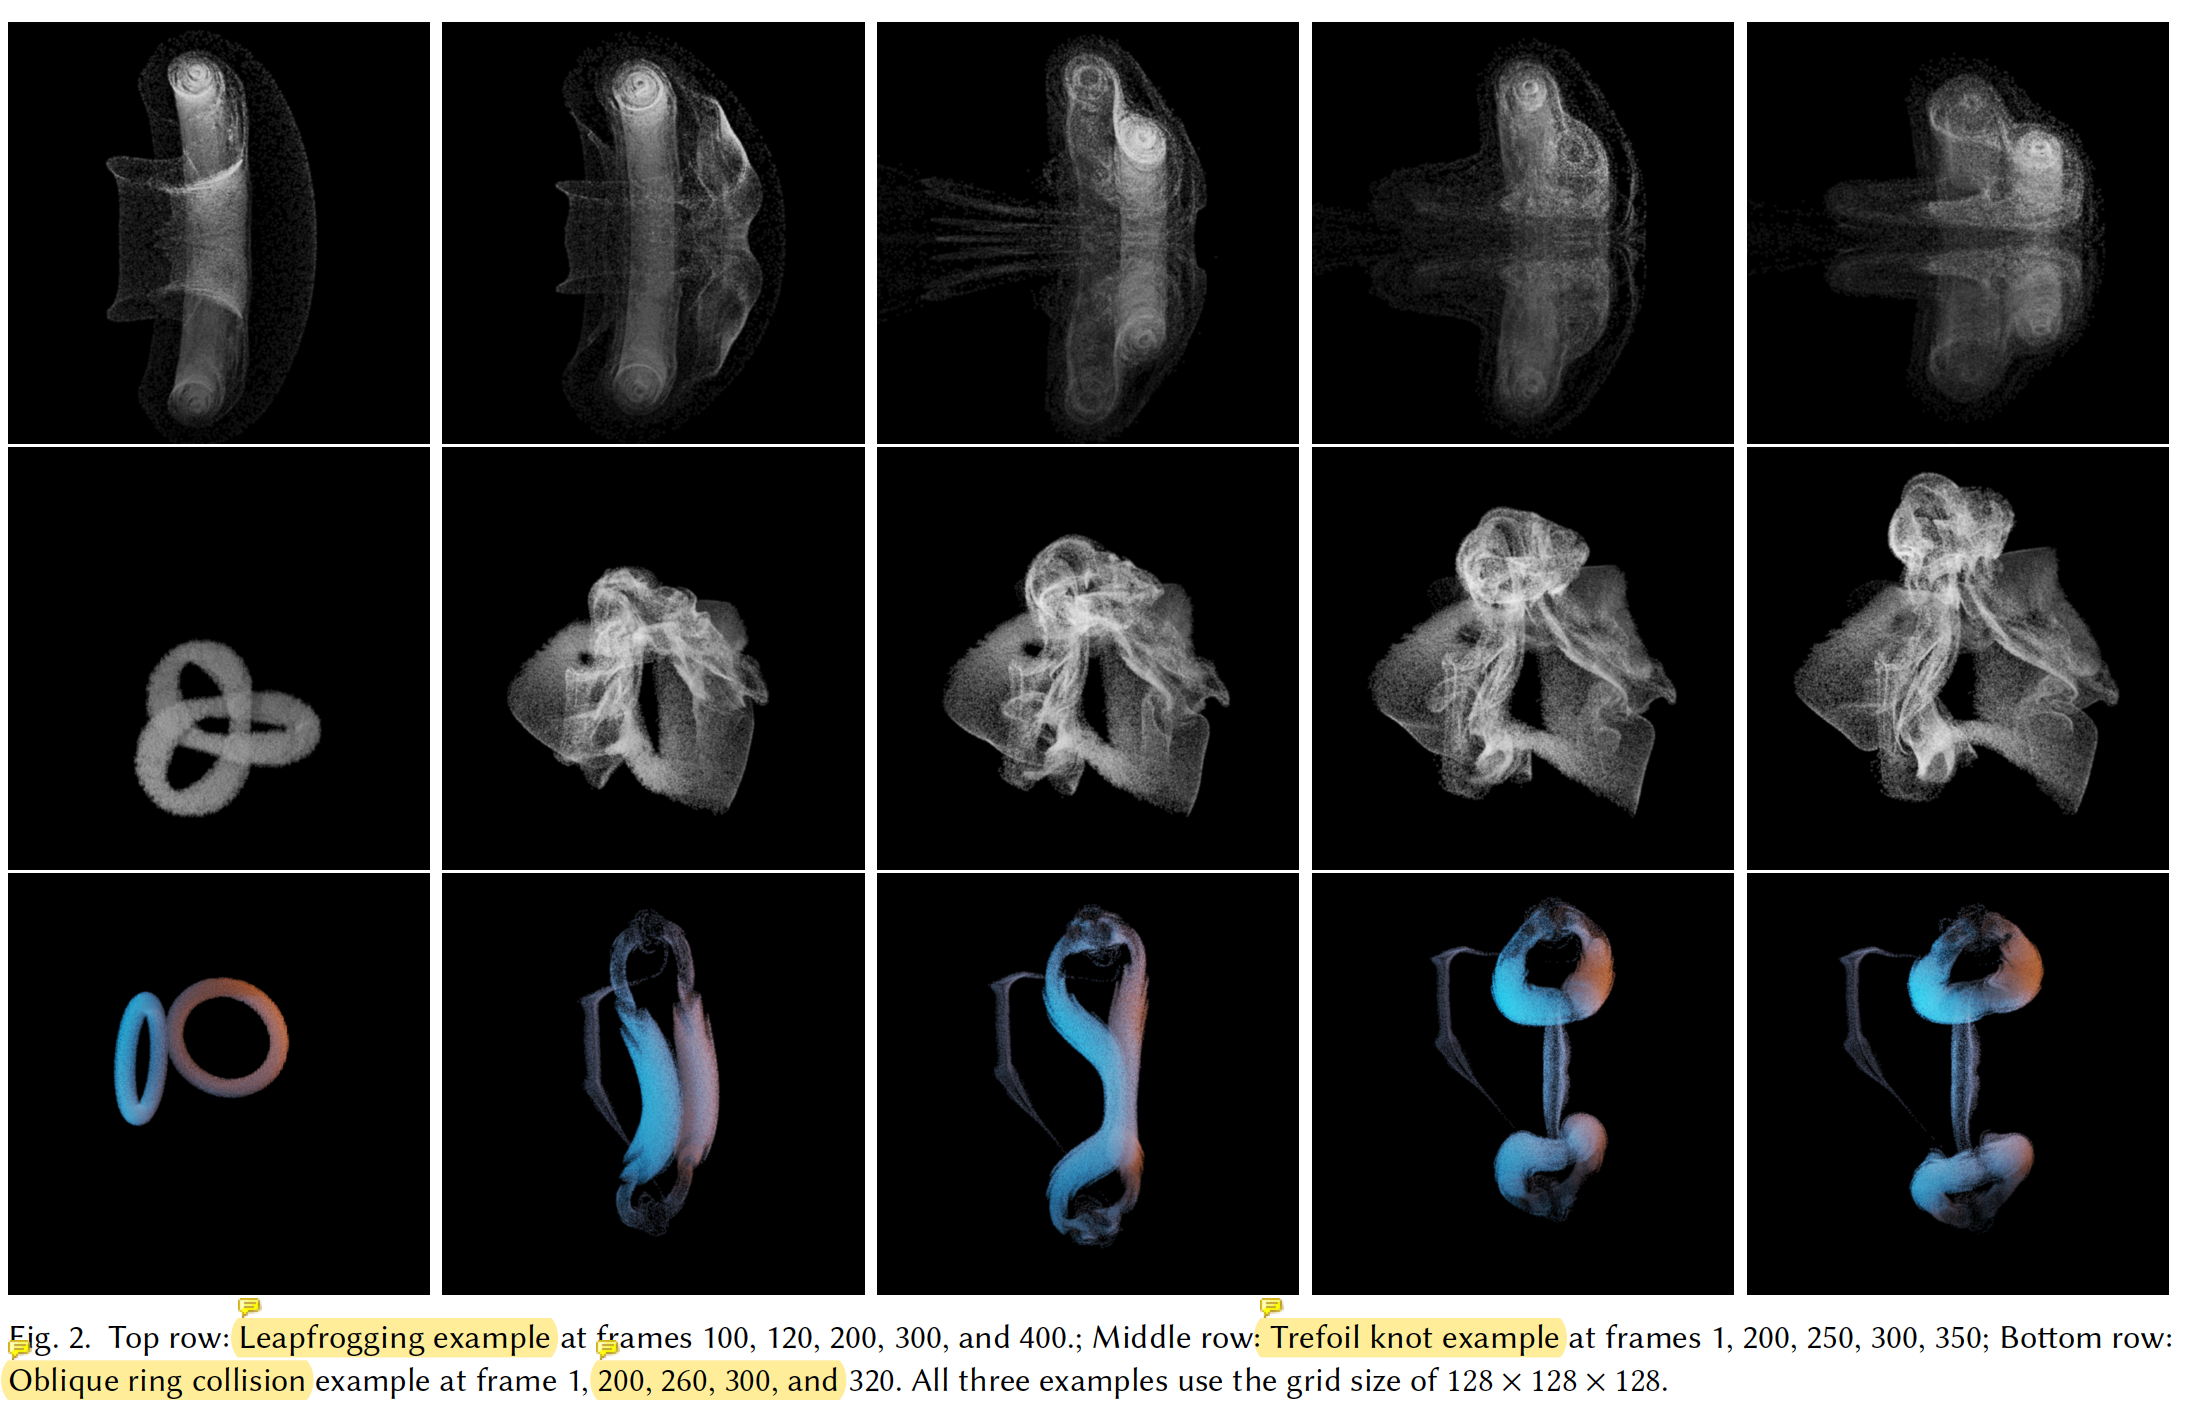 Fig. 2. Top row: Leapfrogging example at frames 100, 120, 200, 300, and 400.; Middle row: Trefoil knot example at frames 1, 200, 250, 300, 350; Bottom row:
Oblique ring collision example at frame 1, 200, 260, 300, and 320. All three examples use the grid size of 128 × 128 × 128.